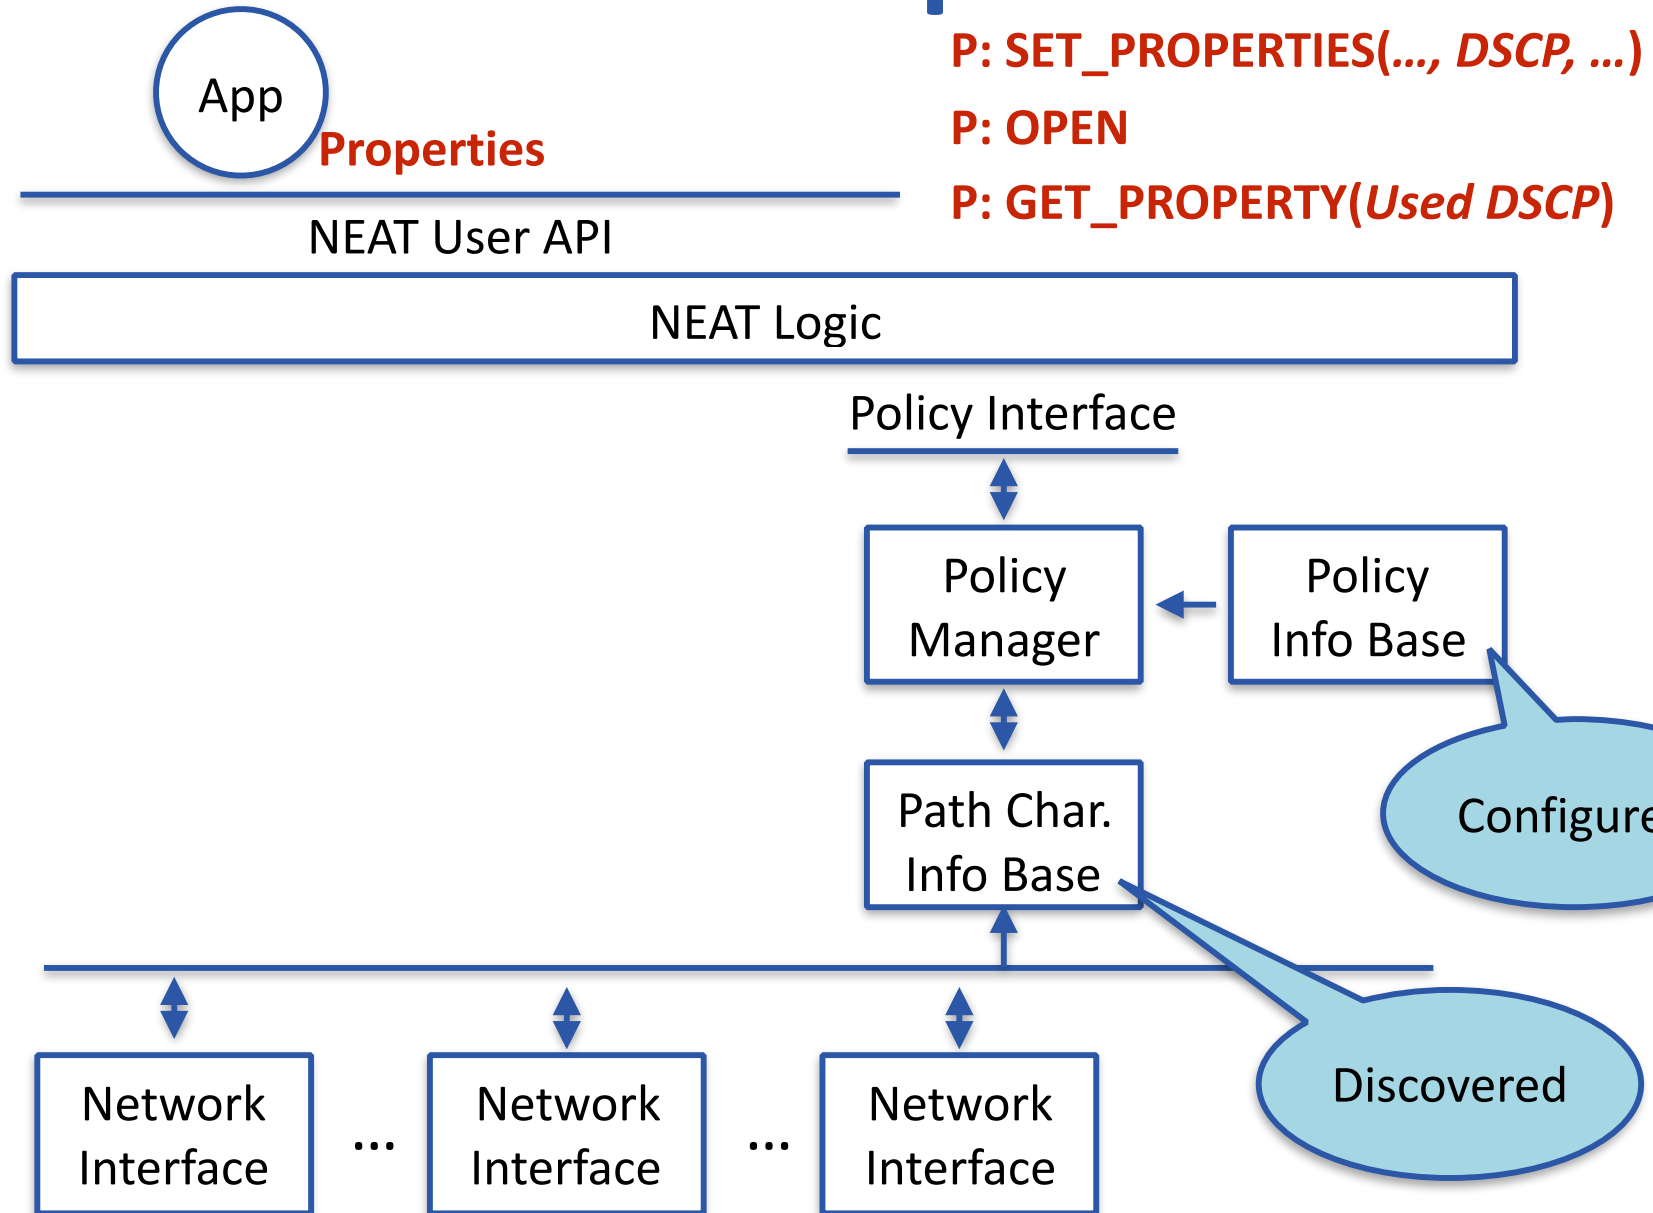 P: SET_PROPERTIES(..., DSCP, ...)
App
P: OPEN
Properties
P: GET_PROPERTY(Used DSCP)
NEAT User API
NEAT Logic
Policy Interface
Policy
Manager
Policy
Info Base
Path Char.
Info Base
Configure
Discovered
Network
Interface
...
Network
Interface
...
Network
Interface